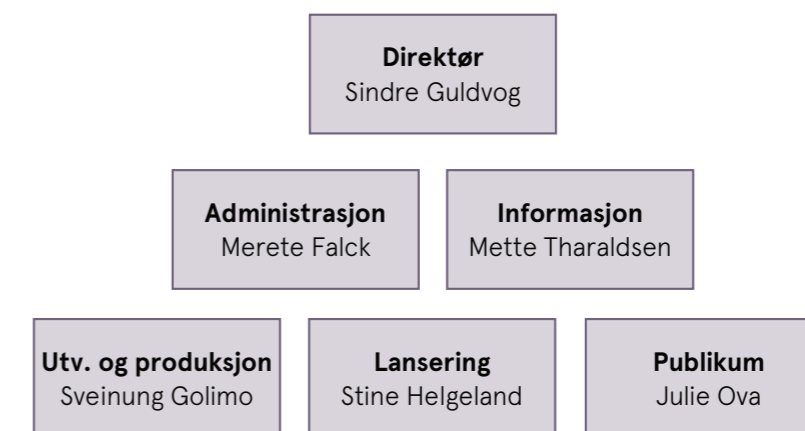 Direktør
Sindre Guldvog
Administrasjon
Merete Falck
Informasjon
Mette Tharaldsen
Utv. og produksjon
Sveinung Golimo
Lansering
Stine Helgeland
Publikum
Julie Ova